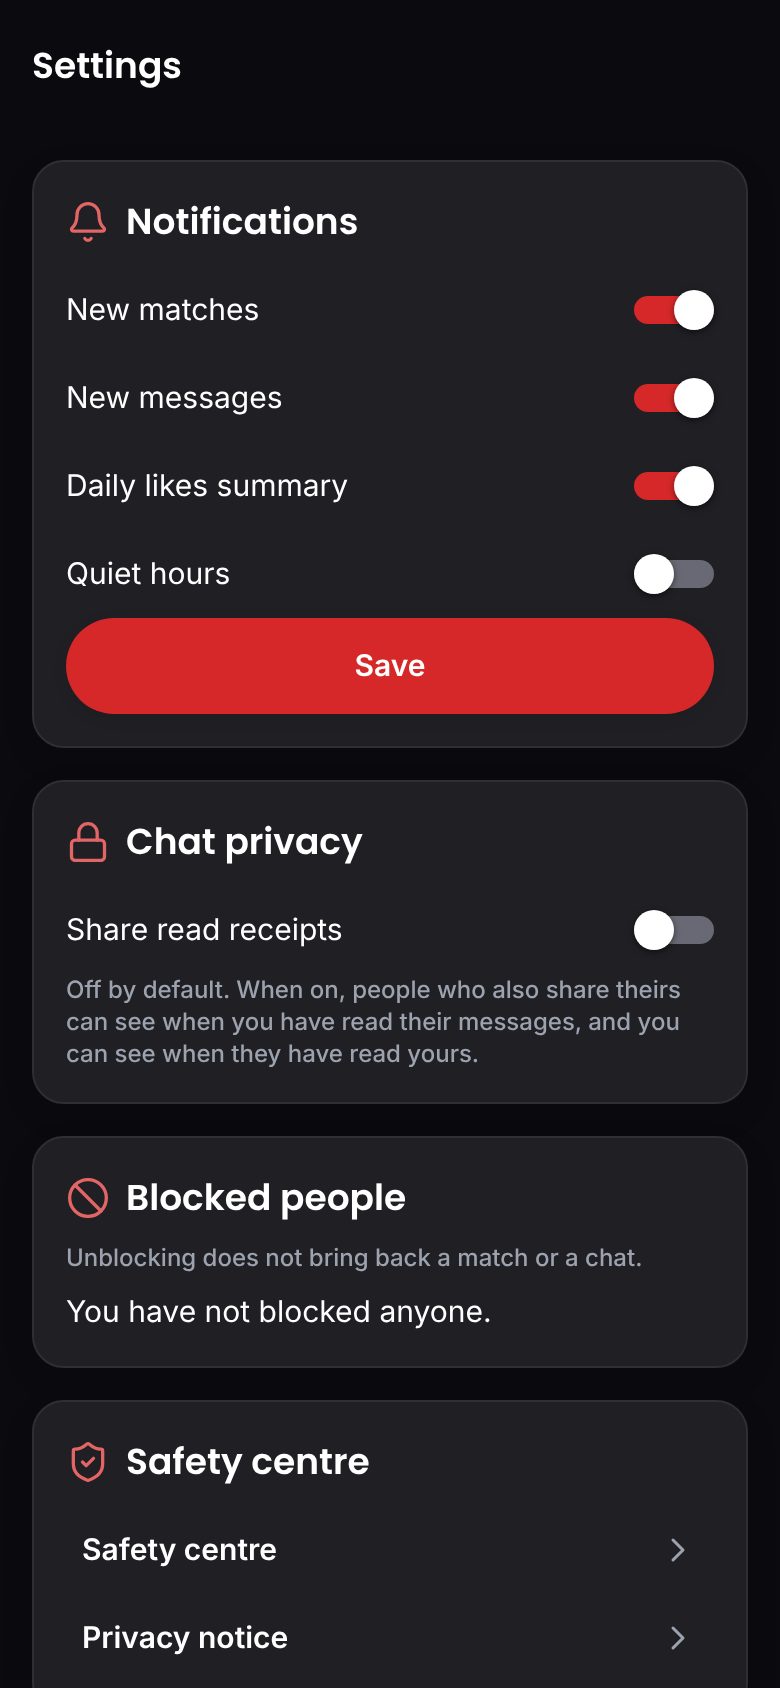 Settings
Notifications
New matches
New messages
Daily likes summary
Quiet hours
Save
Chat privacy
Share read receipts
Off by default. When on, people who also share theirs
can see when you have read their messages, and you
can see when they have read yours.
Blocked people
Unblocking does not bring back a match or a chat.
You have not blocked anyone.
Safety centre
Safety centre
Privacy notice